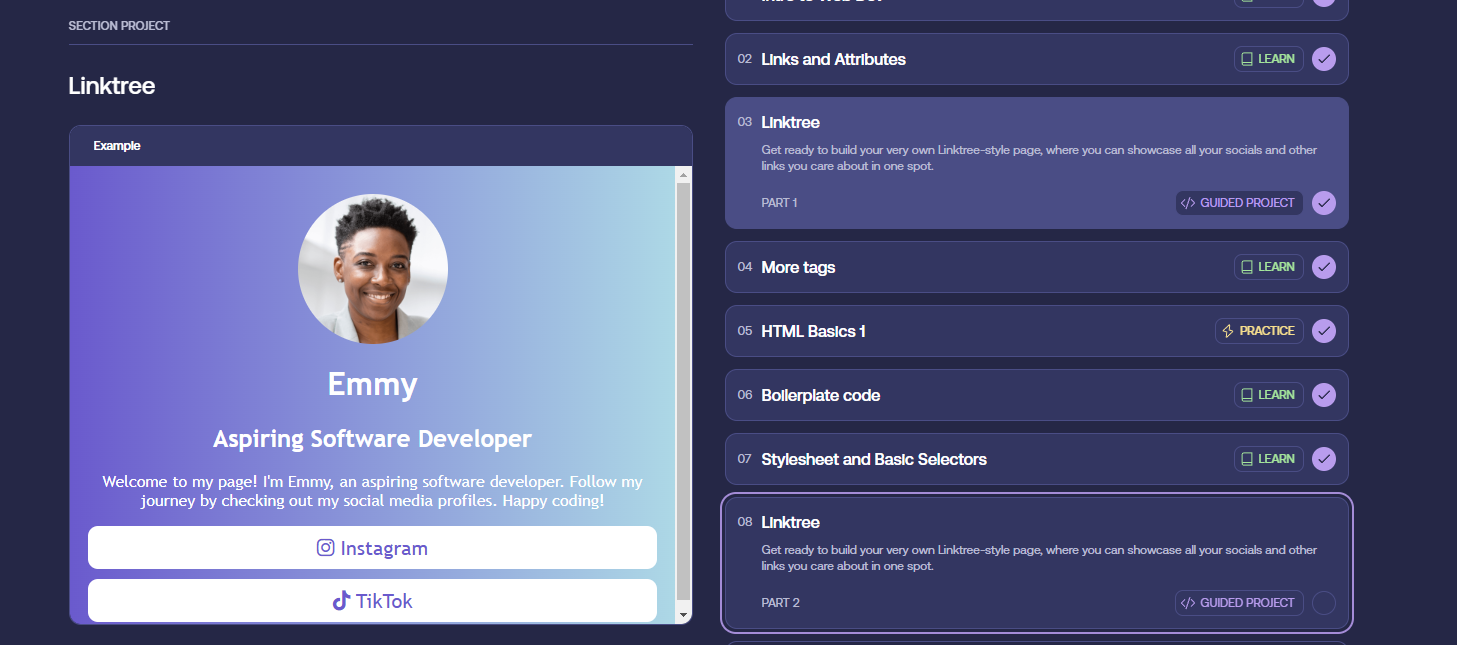 SECTION PROJECT
Linktree
Example
Emmy
Aspiring Software Developer
Welcome to my page! I'm Emmy, an aspiring software developer. Follow my
journey by checking out my social media profiles. Happy coding!
Instagram
TikTok
02 Links and Attributes LEARN
03 Linktree
Get ready to build your very own Linktree-style page, where you can showcase all your socials and other
links you care about in one spot.
PART 1 GUIDED PROJECT
04 More tags LEARN
05 HTML Basics 1 PRACTICE
06 Boilerplate code LEARN
07 Stylesheet and Basic Selectors LEARN
08 Linktree
Get ready to build your very own Linktree-style page, where you can showcase all your socials and other
links you care about in one spot.
PART 2 GUIDED PROJECT